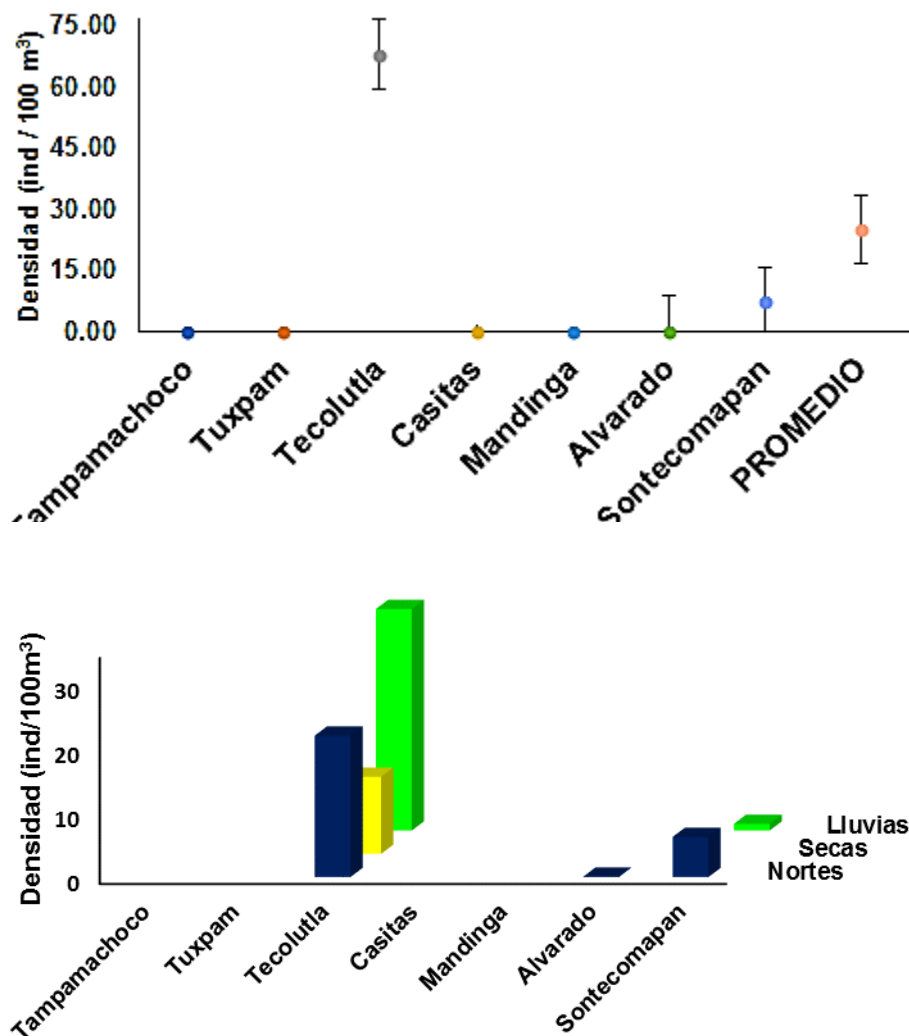 Densidad (ind / 100 m³)
75.00
60.00
45.00
30.00
15.00
0.00
Tampamachoco
Tuxpam
Tecolutla
Casitas
Mandinga
Alvarado
Sontecomapan
PROMEDIO
Densidad (ind/100m³)
30
20
10
0
Lluvias
Secas
Nortes
Tampamachoco
Tuxpam
Tecolutla
Casitas
Mandinga
Alvarado
Sontecomapan